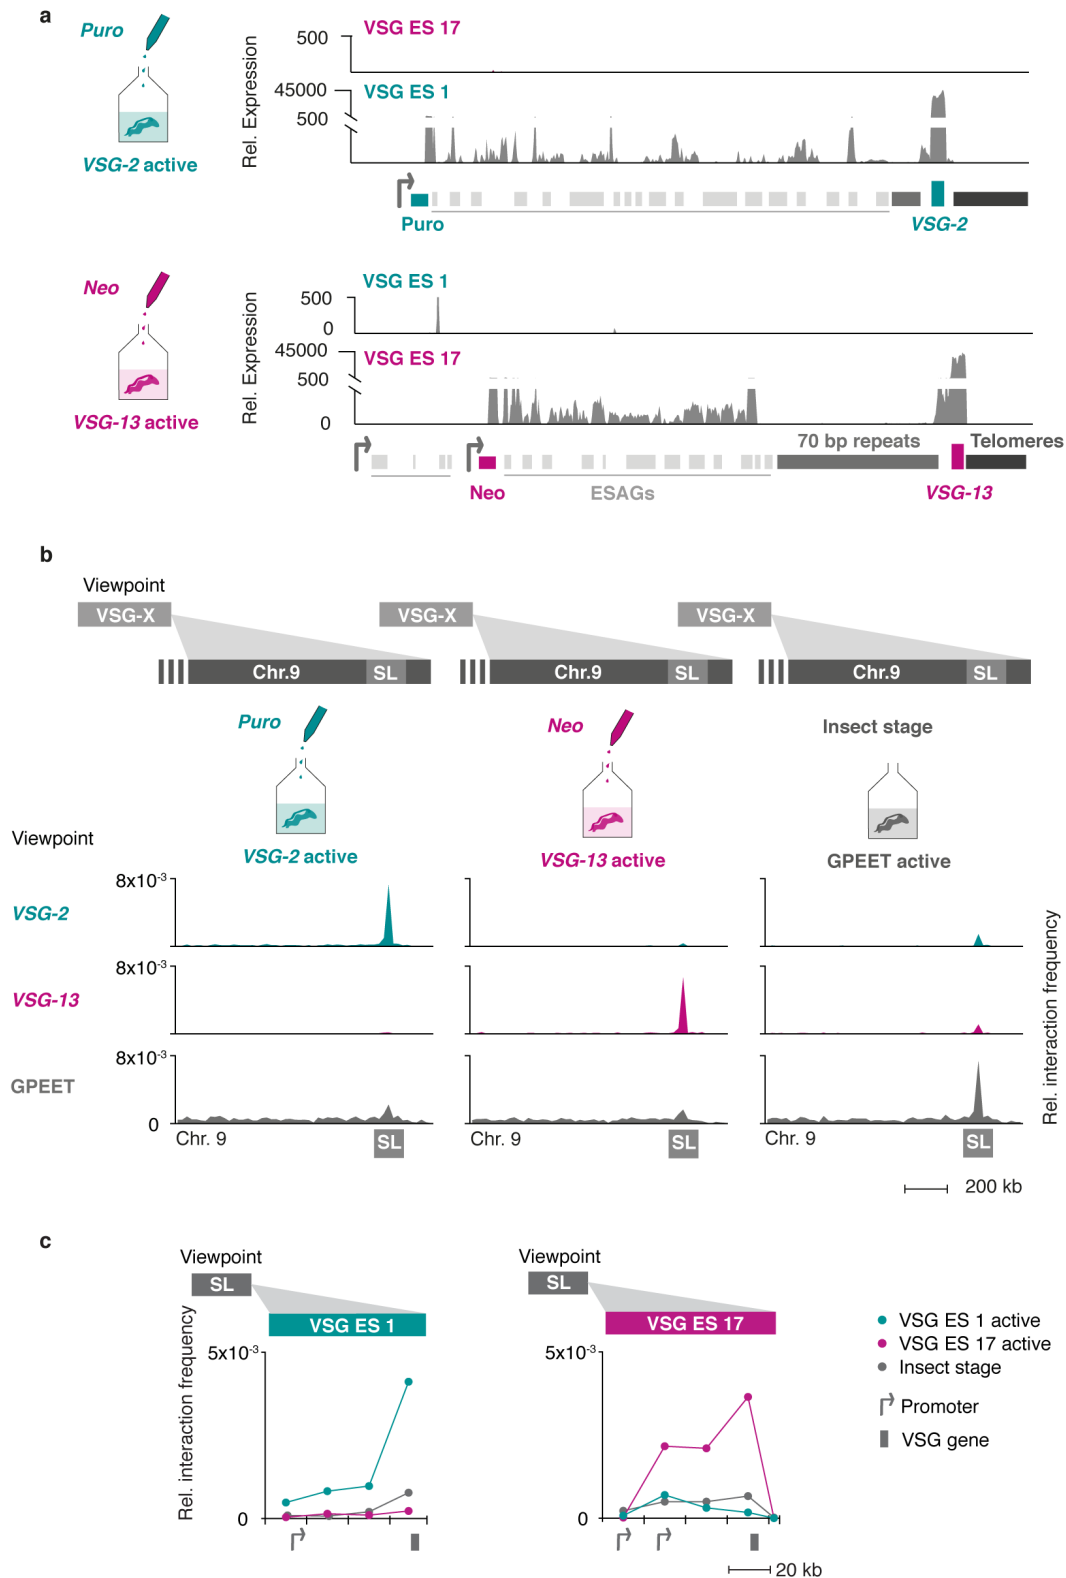 a
Puro
VSG-2 active
Rel. Expression
VSG ES 17
500
VSG ES 1
45000
500
Puro
VSG-2
Neo
VSG-13 active
Rel. Expression
VSG ES 1
500
0
VSG ES 17
45000
500
0
70 bp repeats
Telomeres
Neo
ESAGs
VSG-13
b
Viewpoint
VSG-X VSG-X VSG-X
Chr.9 SL Chr.9 SL Chr.9 SL
Puro Neo Insect stage
VSG-2 active VSG-13 active GPEET active
Viewpoint
VSG-2
8x10-3
VSG-13
8x10-3
GPEET
8x10-3
0
Chr. 9 SL Chr. 9 SL Chr. 9 SL
Rel. interaction frequency
200 kb
c
Viewpoint
SL
VSG ES 1
Rel. interaction frequency
5x10-3
0
Viewpoint
SL
VSG ES 17
5x10-3
0
VSG ES 1 active
VSG ES 17 active
Insect stage
Promoter
VSG gene
20 kb